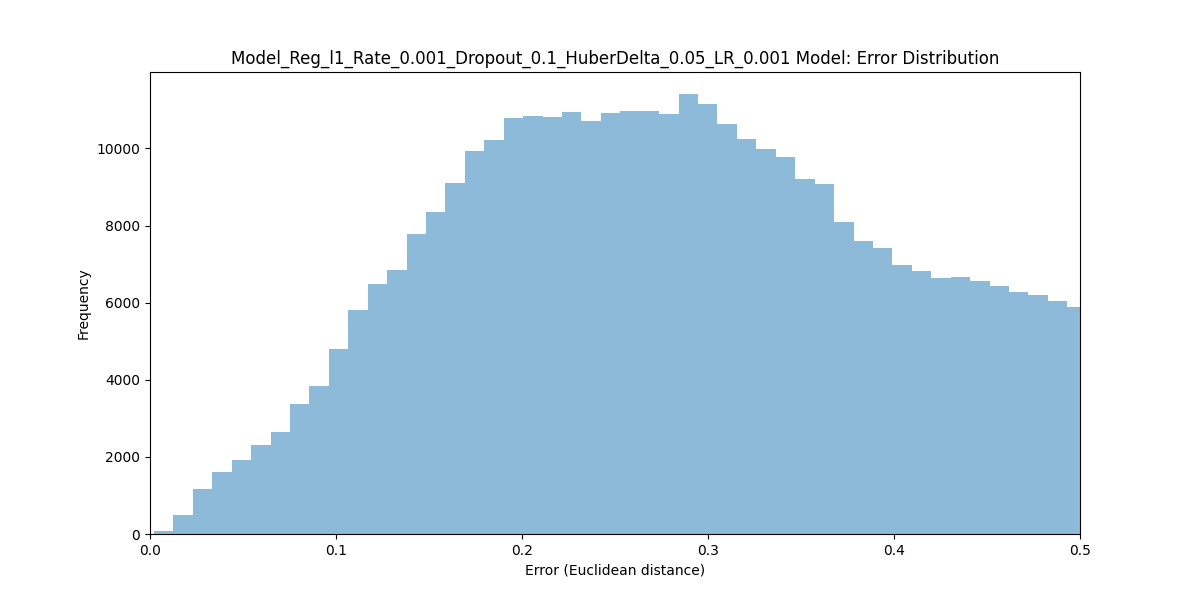 Model_Reg_l1_Rate_0.001_Dropout_0.1_HuberDelta_0.05_LR_0.001 Model: Error Distribution
Frequency
10000
8000
6000
4000
2000
0
0.0 0.1 0.2 0.3 0.4 0.5
Error (Euclidean distance)